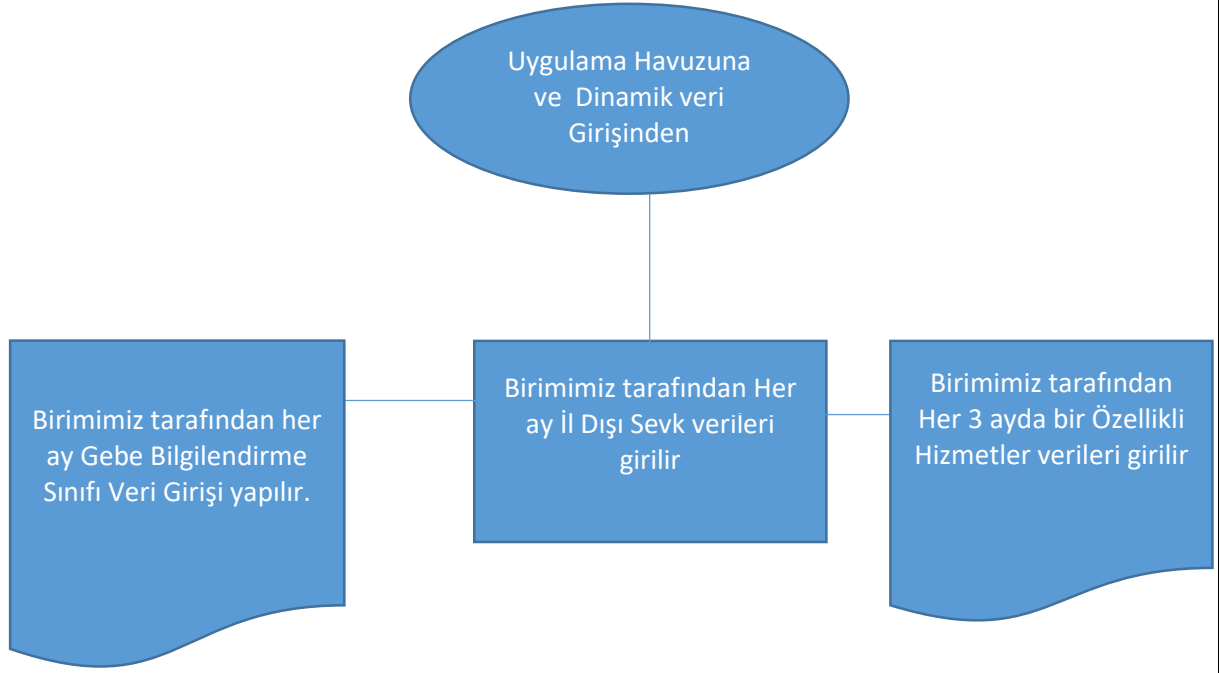 Uygulama Havuzuna
ve Dinamik veri
Girişinden
Birimimiz tarafından her
ay Gebe Bilgilendirme
Sınıfı Veri Girişi yapılır.
Birimimiz tarafından Her
ay İl Dışı Sevk verileri
girilir
Birimimiz tarafından
Her 3 ayda bir Özellikli
Hizmetler verileri girilir